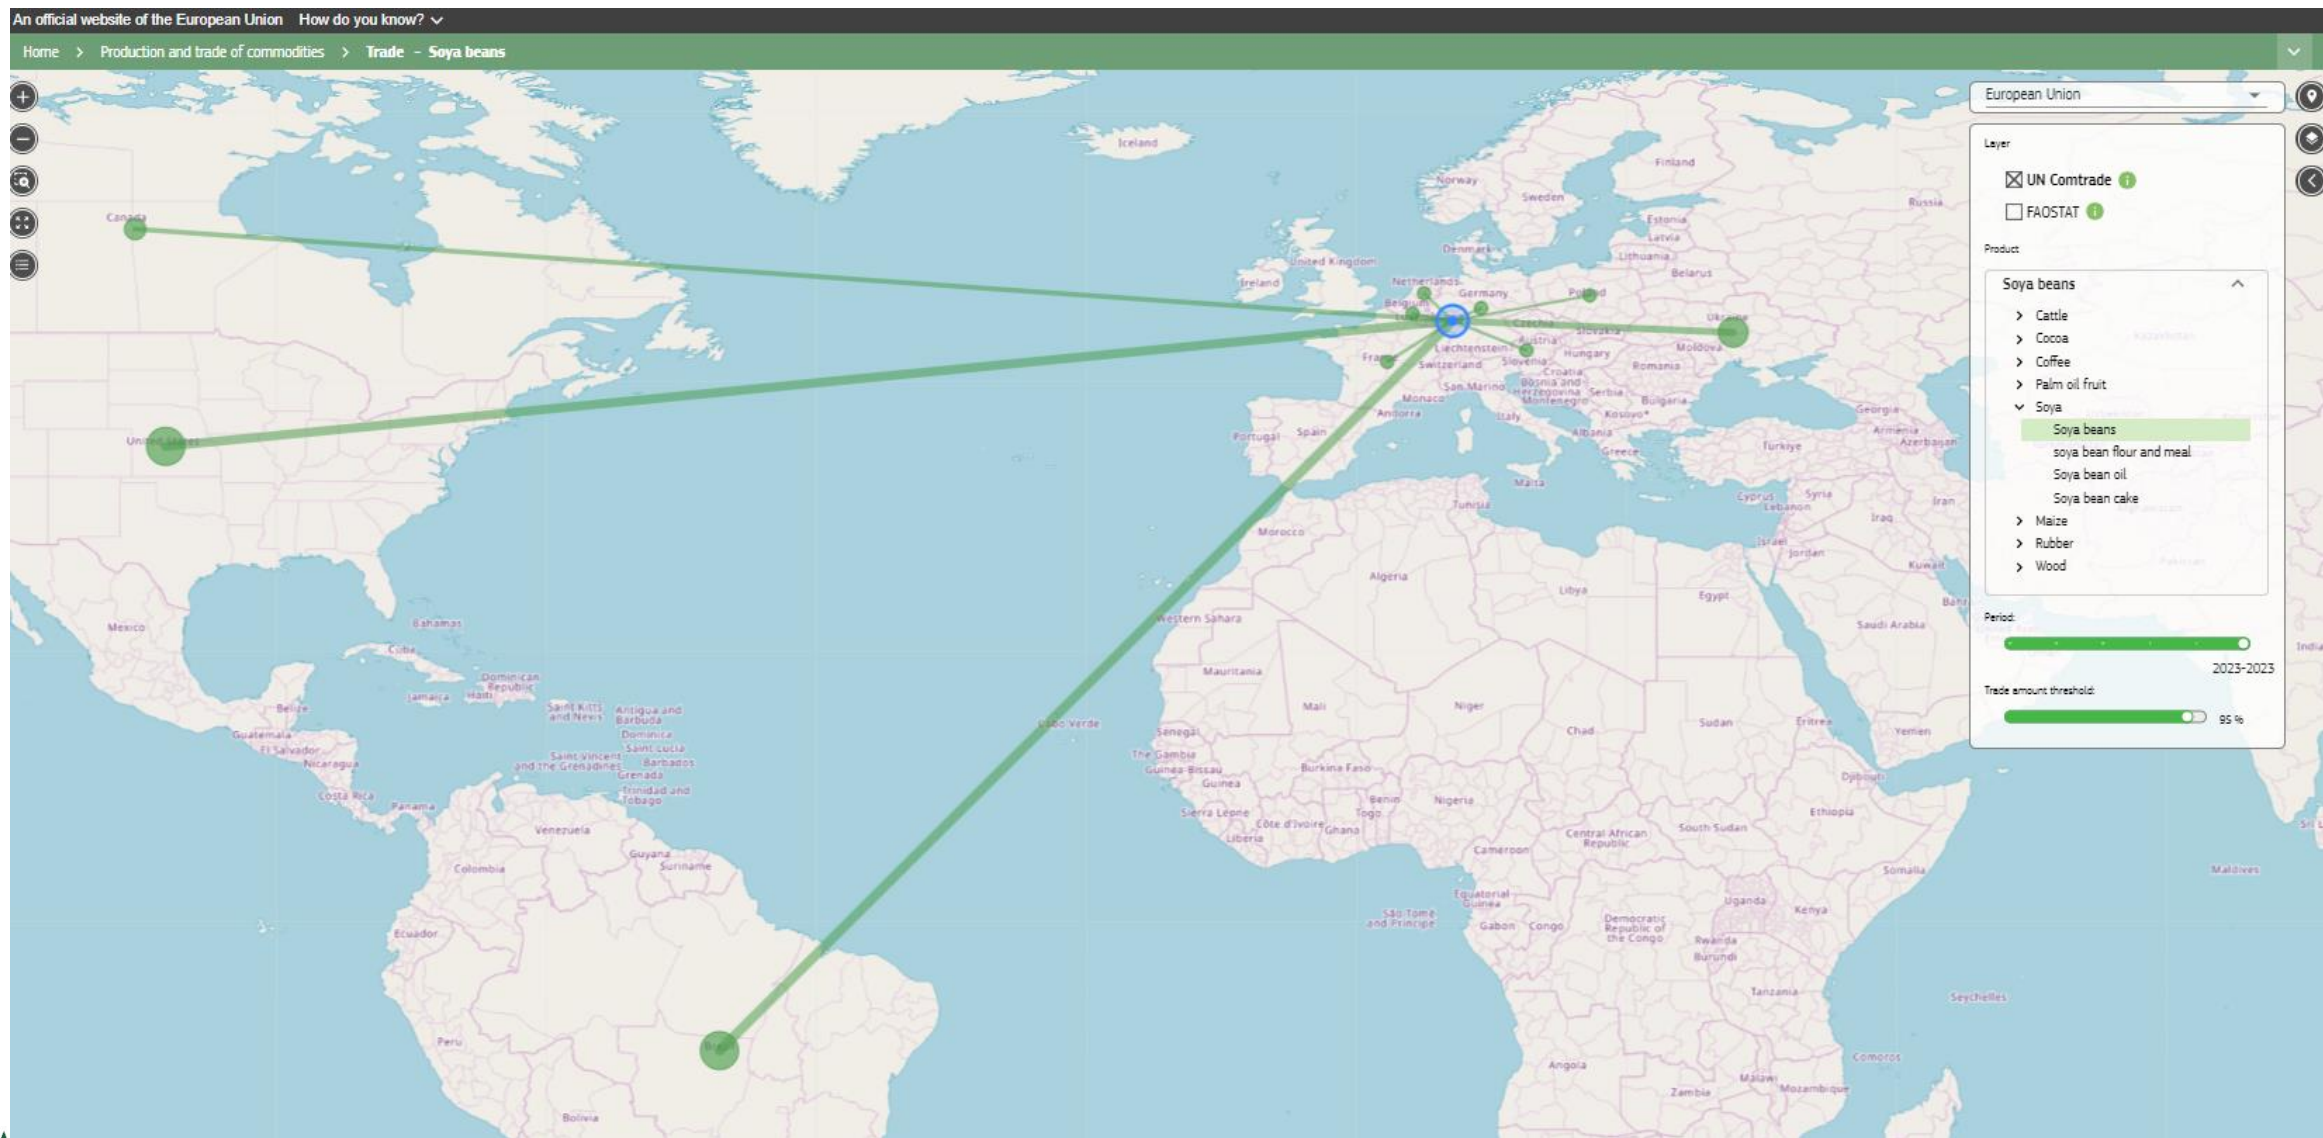 An official website of the European Union How do you know?
Home > Production and trade of commodities > Trade - Soya beans
European Union
Layer
UN Comtrade
FAOSTAT
Product
Soya beans
Cattle
Cocoa
Coffee
Palm oil fruit
Soya
Soya beans
soya bean flour and meal
Soya bean oil
Soya bean cake
Maize
Rubber
Wood
Period:
2023-2023
Trade amount threshold:
95 %
Iceland
Finland
Norway
Sweden
Russia
Canada
Estonia
Latvia
Denmark
Lithuania
United Kingdom
Belarus
Ireland
Netherlands
Germany
Poland
Belgium
Ukraine
Czechia
Slovakia
Austria
Liechtenstein
Hungary
Moldova
France
Switzerland
Slovenia
Romania
Croatia
San Marino
Bosnia and
Herzegovina
Serbia
Montenegro
Monaco
Bulgaria
Andorra
Italy
Kosovo*
Georgia
Portugal
Spain
Albania
Armenia
Azerbaijan
Greece
Türkiye
United States
Malta
Cyprus
Syria
Lebanon
Tunisia
Iran
Iraq
Morocco
Israel
Jordan
Algeria
Libya
Egypt
Kuwait
Western Sahara
Saudi Arabia
Mexico
Bahamas
Cuba
India
Mauritania
Dominican
Republic
Haiti
Jamaica
Belize
Saint Kitts
and Nevis
Antigua and
Barbuda
Mali
Niger
Cabo Verde
Sudan
Eritrea
Chad
Yemen
Guatemala
Dominica
Senegal
El Salvador
Saint Lucia
Nicaragua
Saint Vincent
and the Grenadines
Barbados
Grenada
The Gambia
Guinea-Bissau
Burkina Faso
Djibouti
Guinea
Costa Rica
Panama
Trinidad and
Tobago
Benin
Nigeria
Togo
Ethiopia
Sierra Leone
Côte d'Ivoire
Ghana
Venezuela
Liberia
Central African
Republic
South Sudan
Guyana
Suriname
Cameroon
Colombia
Somalia
Maldives
Equatorial
Guinea
Uganda
Kenya
São Tomé
and Príncipe
Gabon
Congo
Democratic
Republic of
the Congo
Ecuador
Rwanda
Burundi
Tanzania
Seychelles
Peru
Brazil
Comoros
Angola
Malawi
Zambia
Mozambique
Bolivia